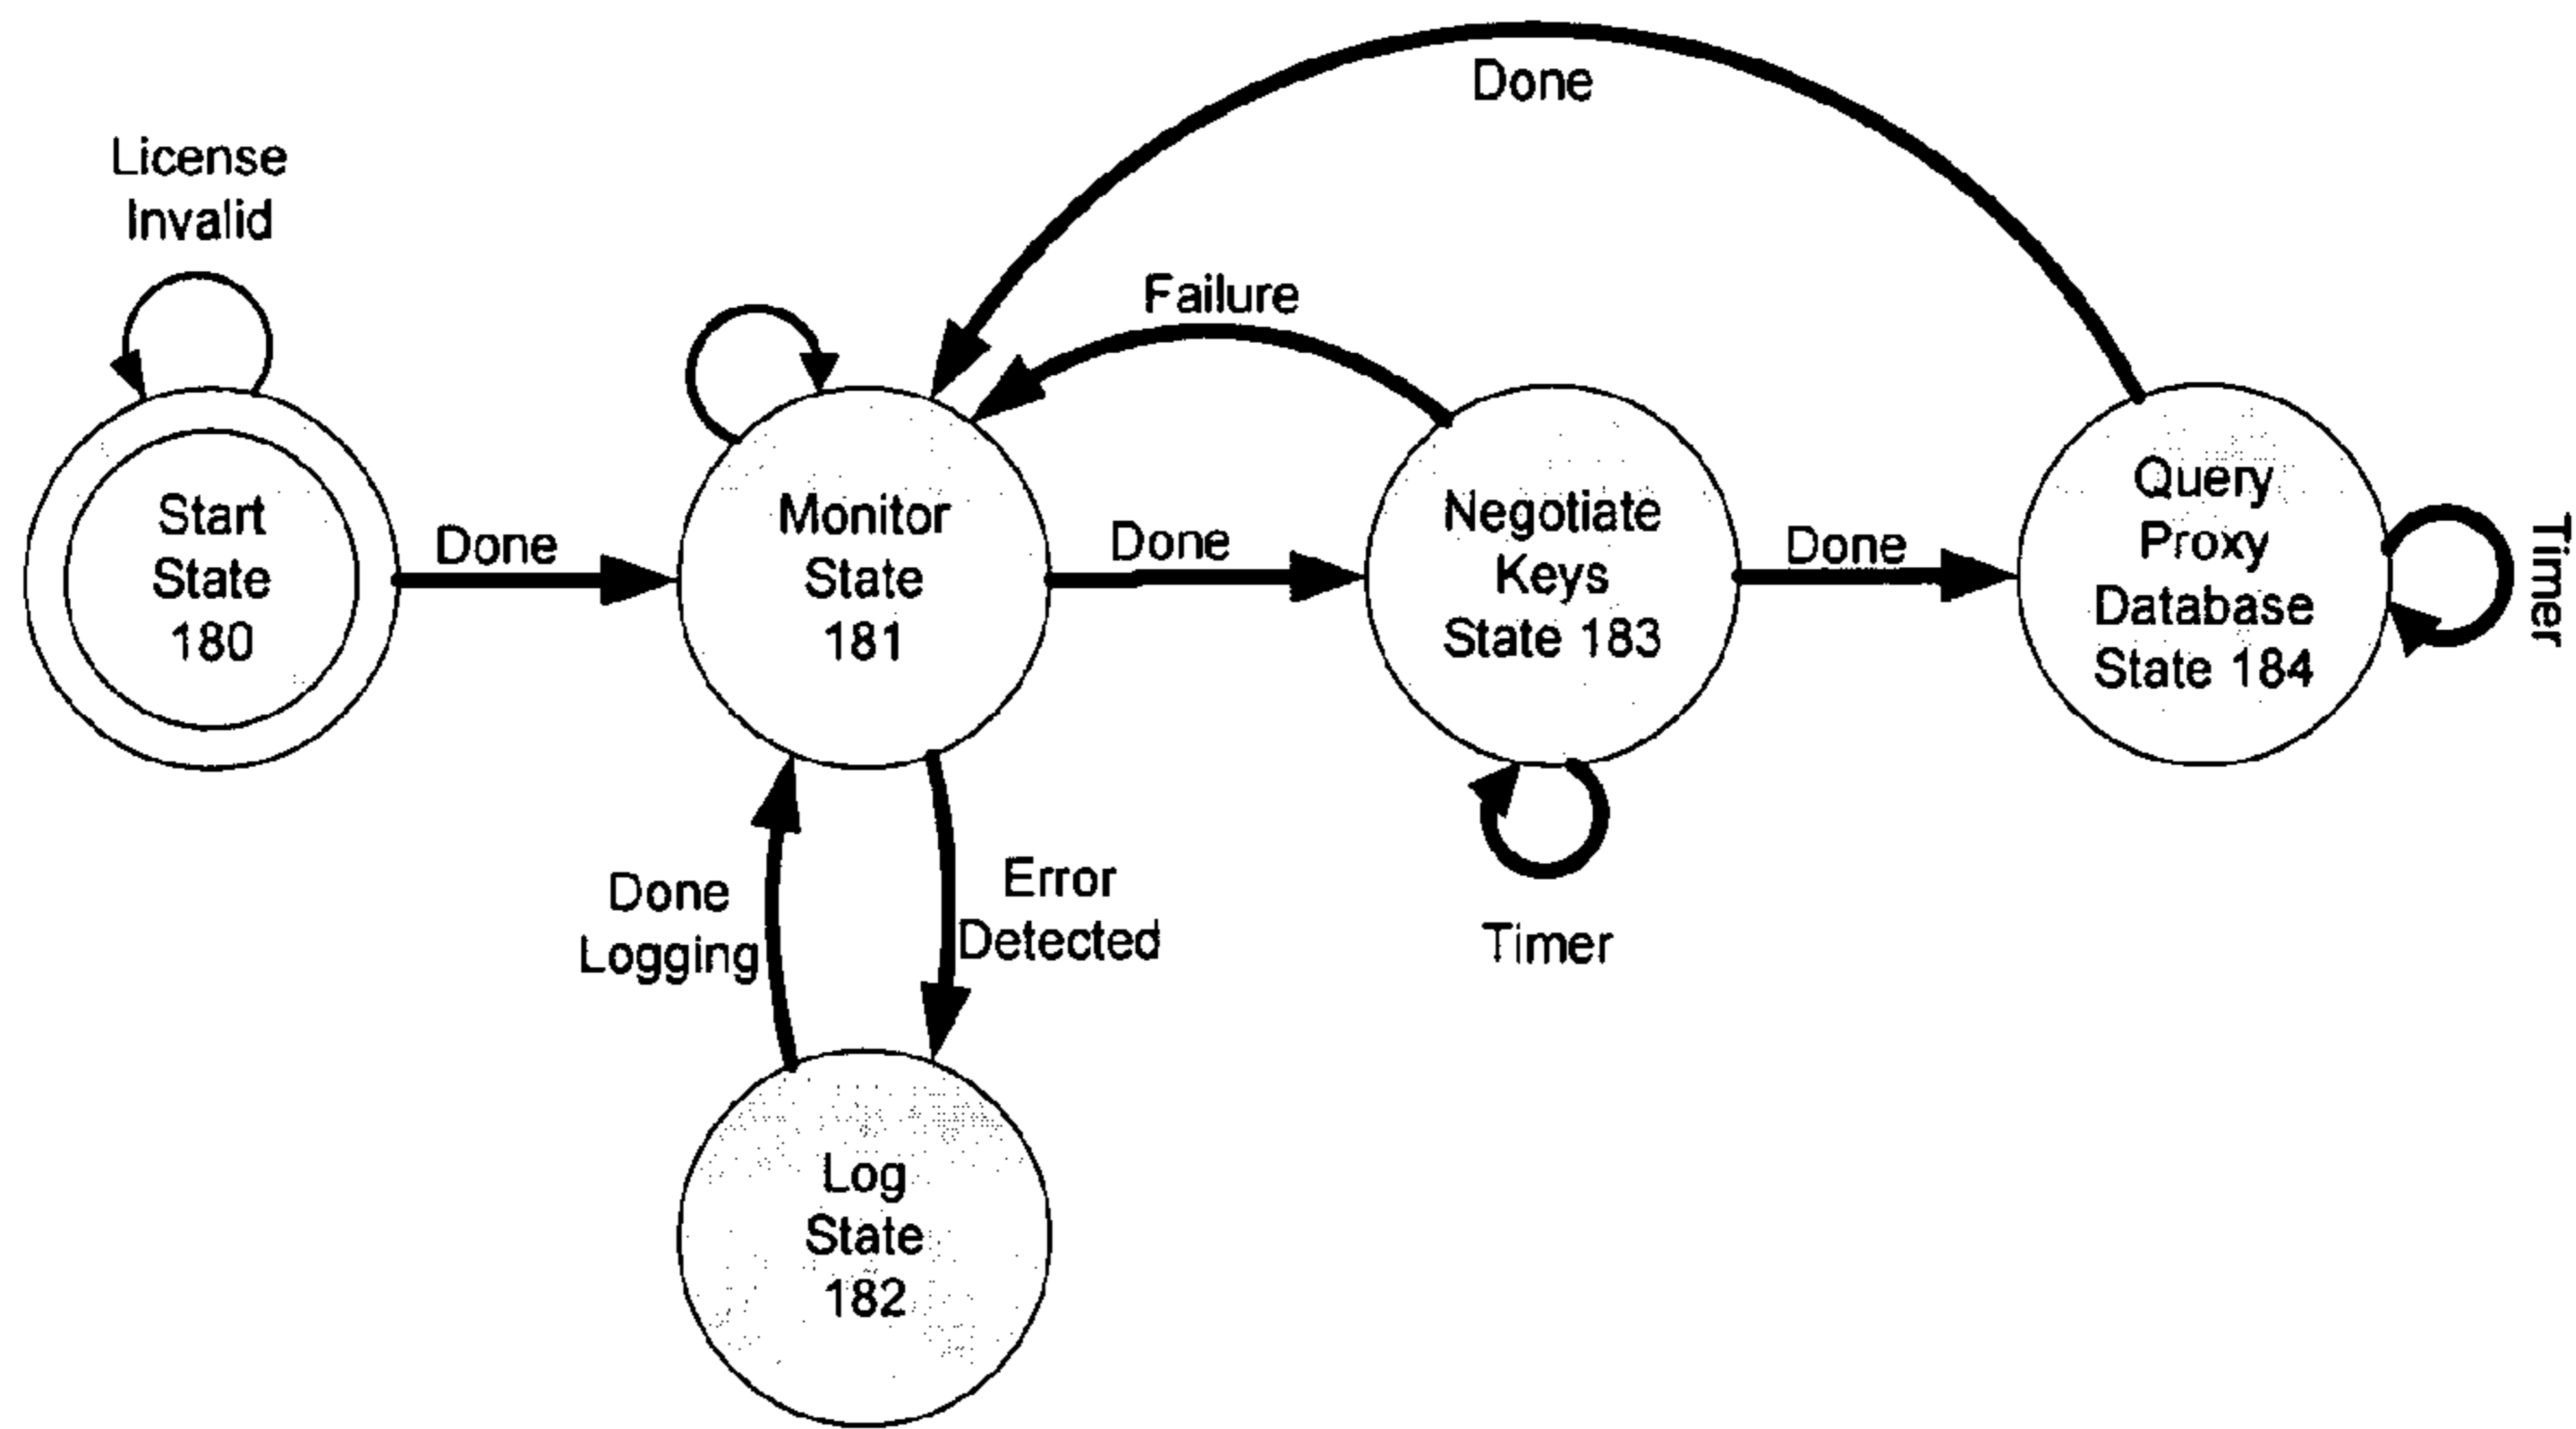 Done
License
Invalid
Failure
Start
State
180
Done
Monitor
State
181
Done
Negotiate
Keys
State 183
Done
Query
Proxy
Database
State 184
Timer
Done
Logging
Error
Detected
Timer
Log
State
182